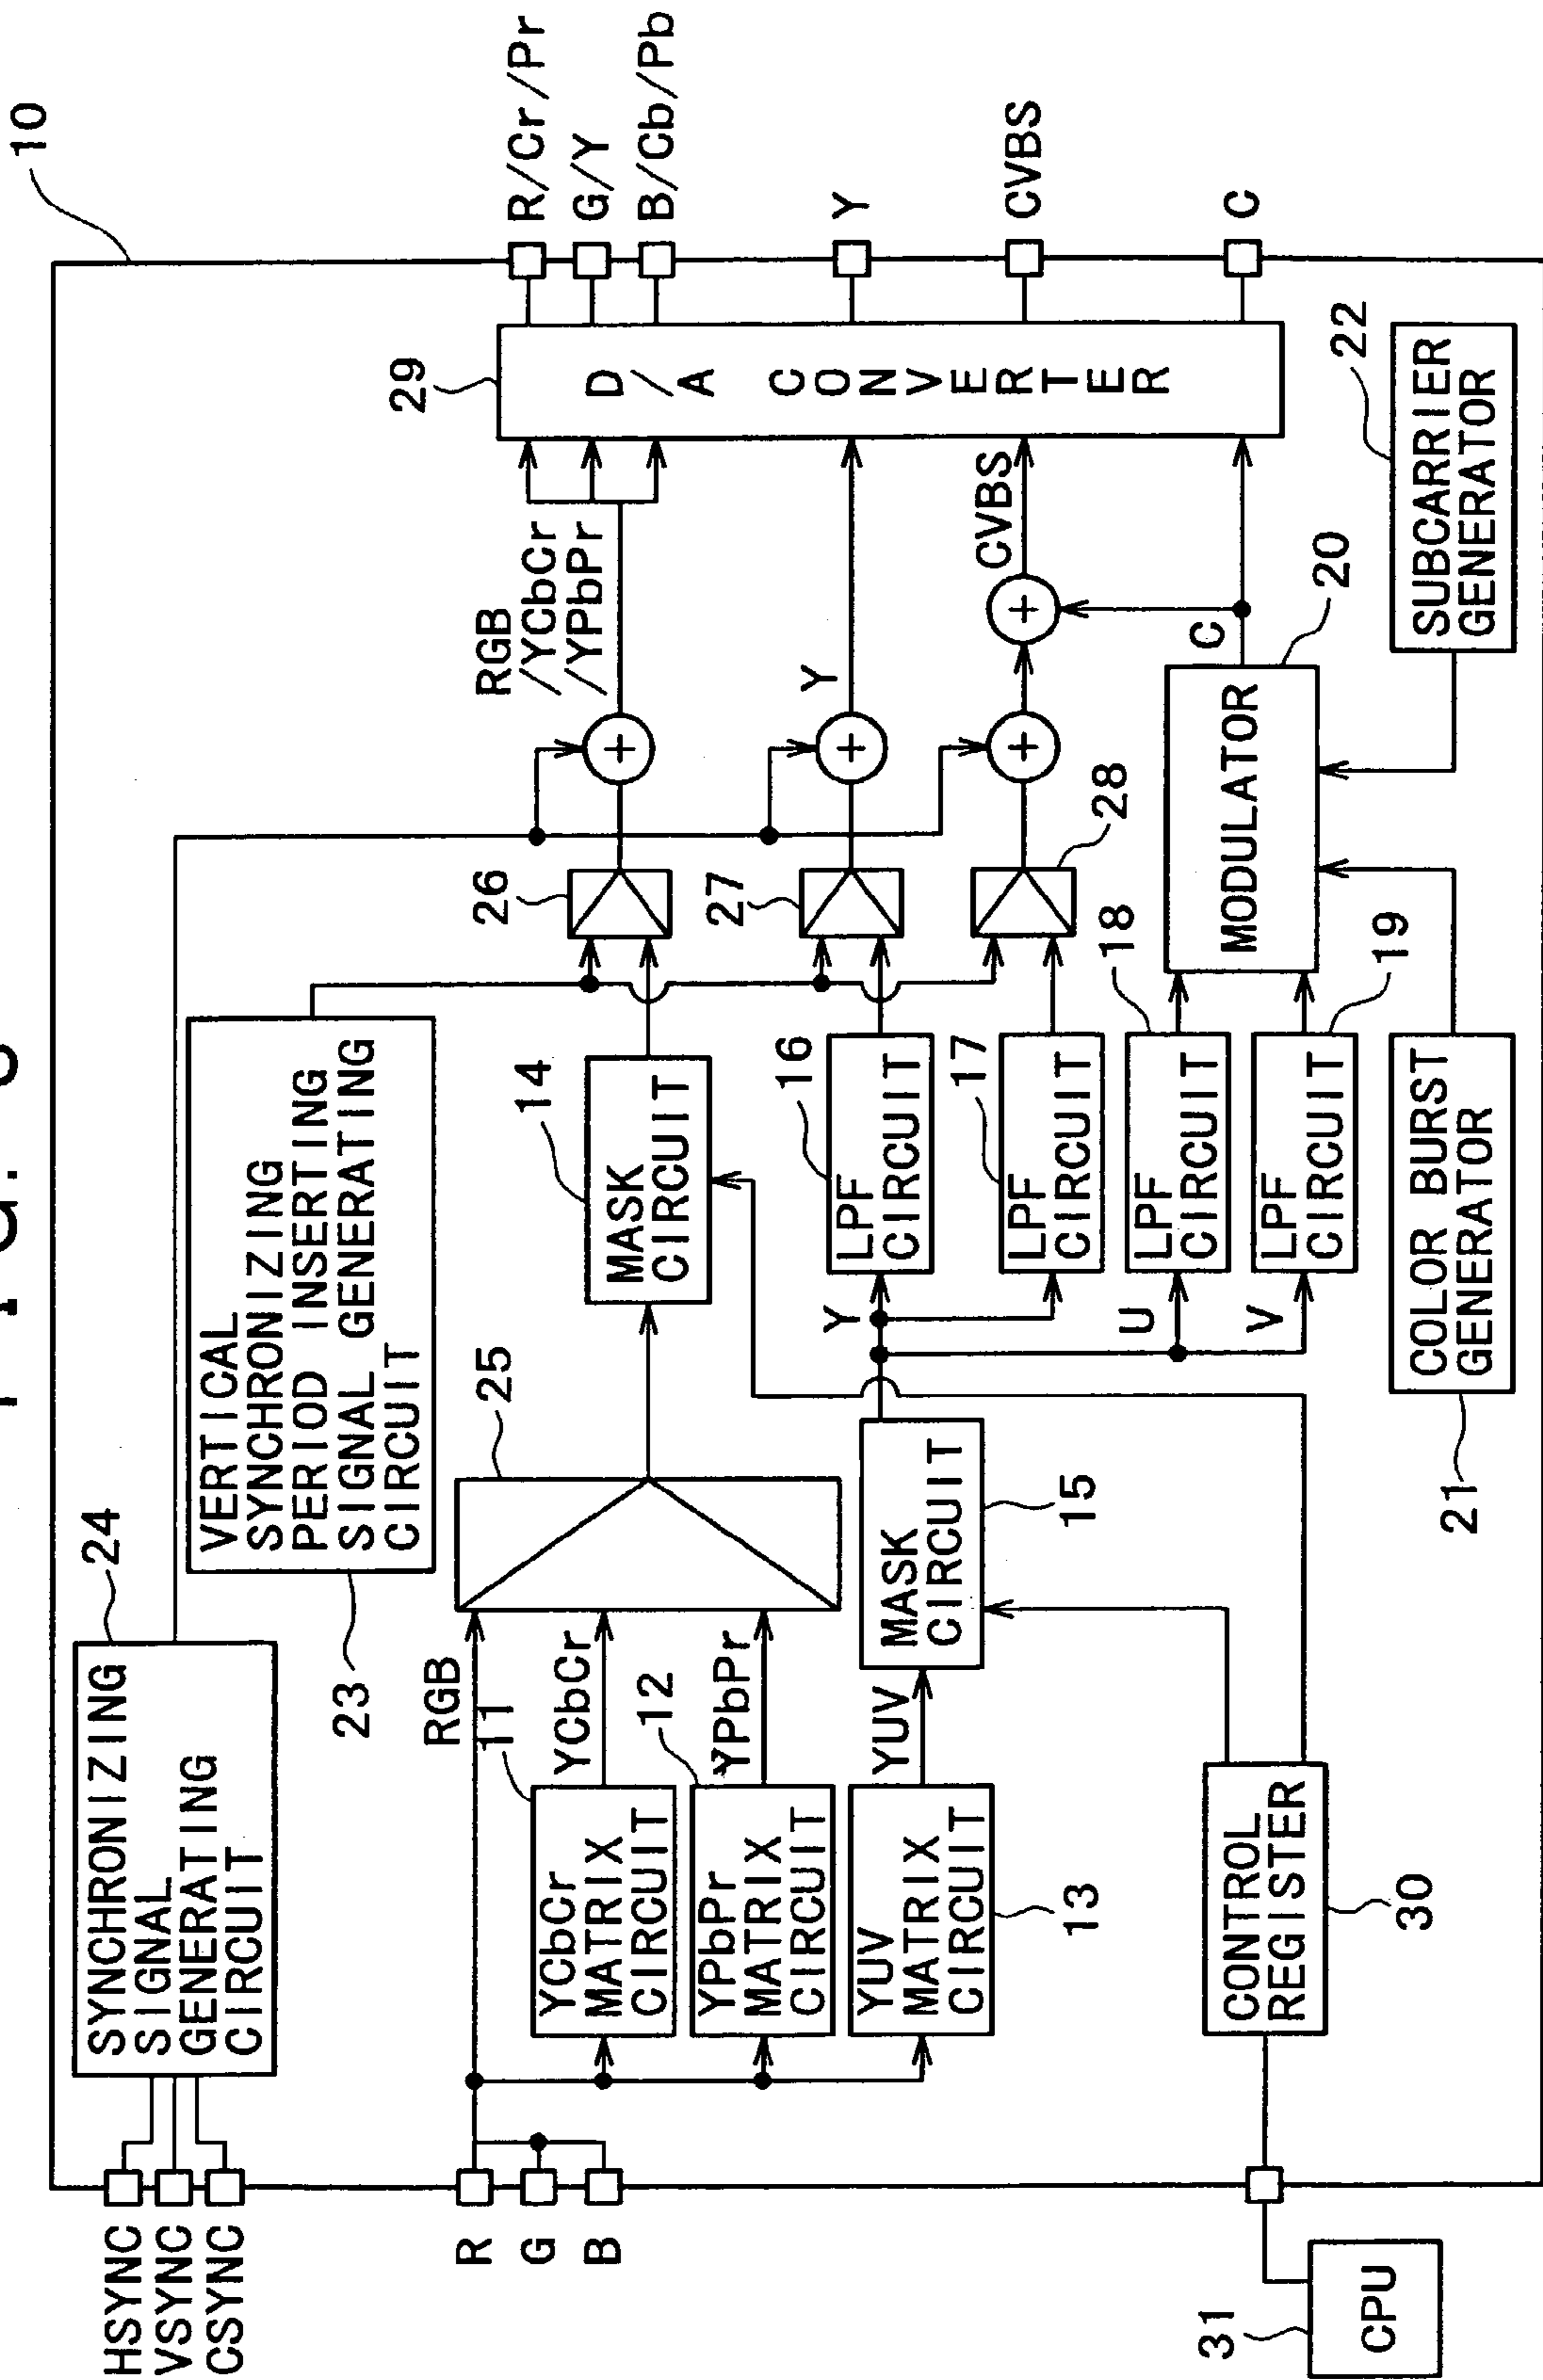 10
HSYNC
VSYNC
CSYNC
24
SYNCHRONIZING
SIGNAL
GENERATING
CIRCUIT
23
VERTICAL
SYNCHRONIZING
PERIOD INSERTING
SIGNAL GENERATING
CIRCUIT
R
G
B
RGB
11
YCbCr
MATRIX
CIRCUIT
YCbCr
12
YPbPr
MATRIX
CIRCUIT
YPbPr
YUV
MATRIX
CIRCUIT
13
YUV
25
14
MASK
CIRCUIT
MASK
CIRCUIT
15
26
27
28
RGB
/YCbCr
/YPbPr
Y
CVBS
Y
16
LPF
CIRCUIT
17
LPF
CIRCUIT
U
18
LPF
CIRCUIT
V
LPF
CIRCUIT
19
MODULATOR
20
C
COLOR BURST
GENERATOR
21
SUBCARRIER
GENERATOR
22
29
D/A CONVERTER
R/Cr/Pr
G/Y
B/Cb/Pb
Y
CVBS
C
CONTROL
REGISTER
30
31
CPU